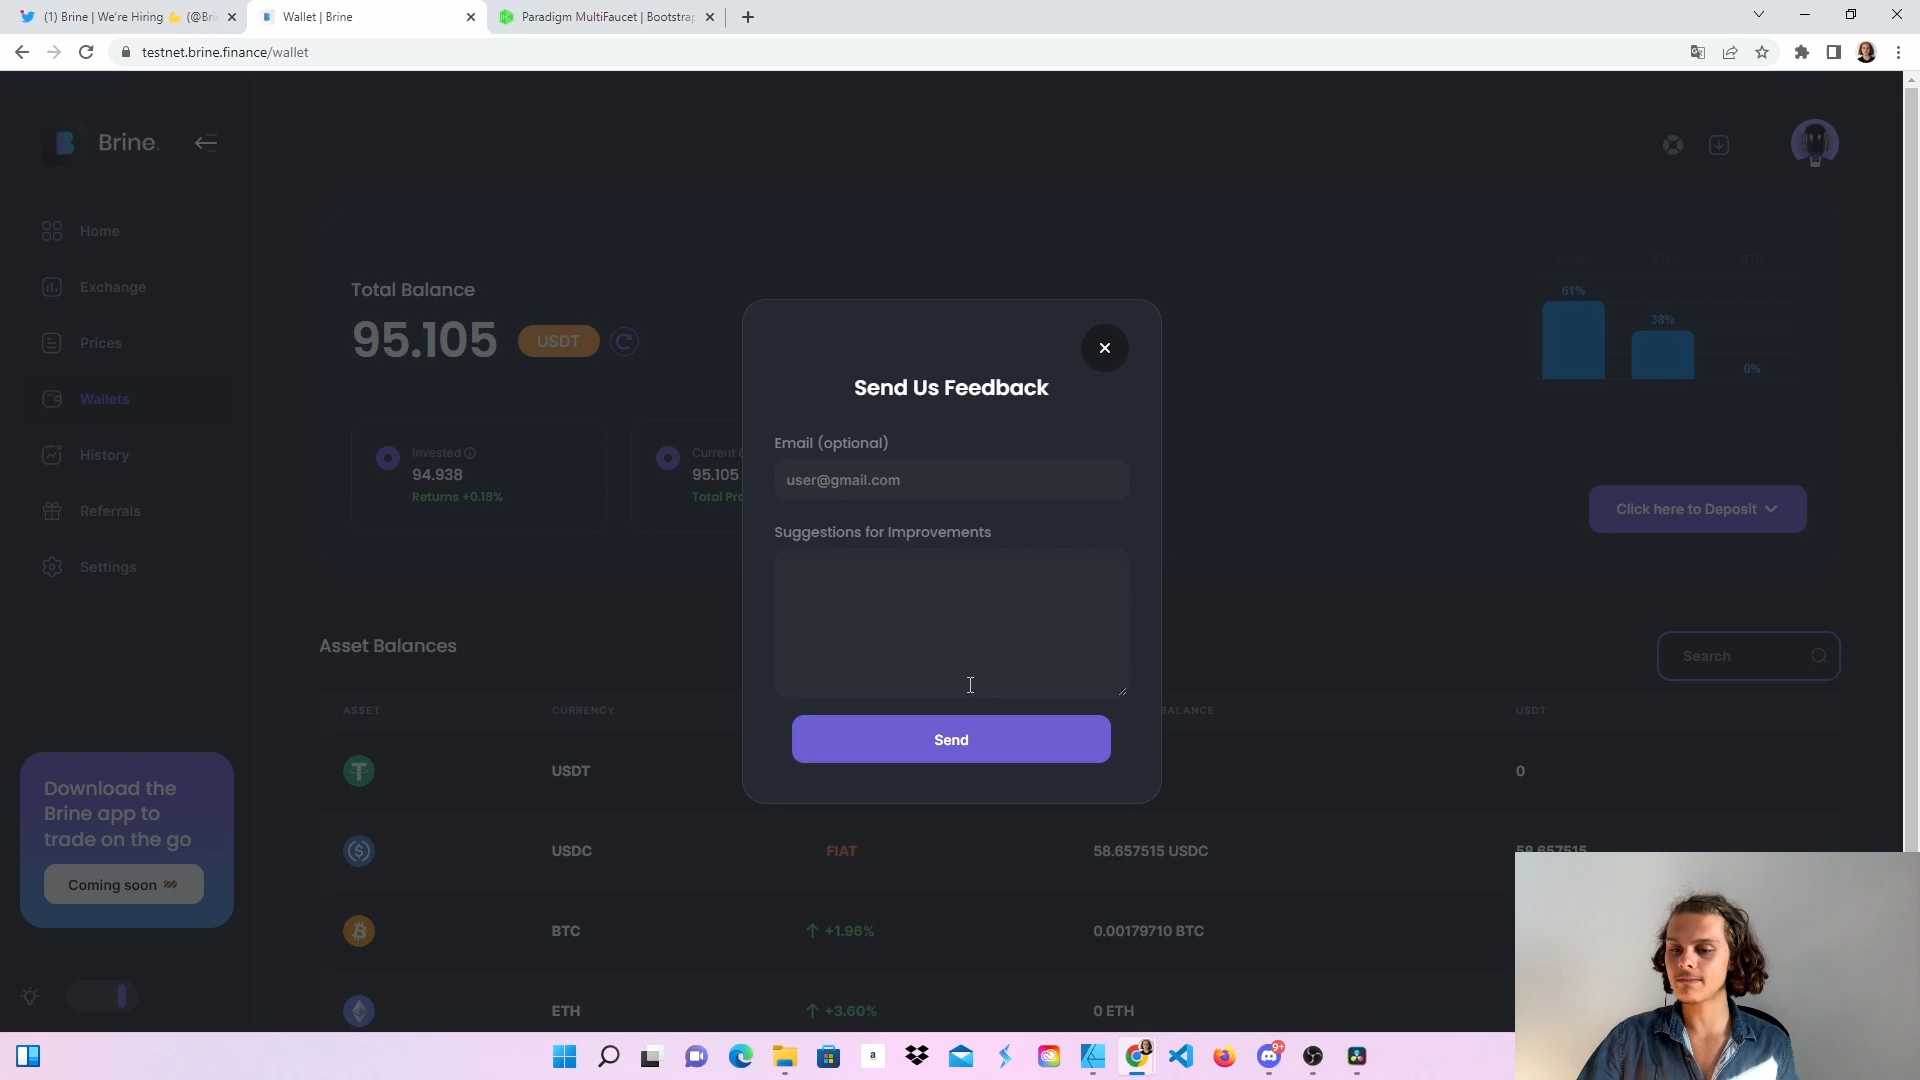 (1) Brine | We're Hiring 💪 (@Bri
Wallet | Brine
Paradigm MultiFaucet | Bootstrap
testnet.brine.finance/wallet
Brine.
Home
Exchange
Prices
Wallets
History
Referrals
Settings
Download the
Brine app to
trade on the go
Coming soon 🚧
Total Balance
95.105
USDT
Invested
94.938
Returns +0.18%
Current
95.105
Total Pro
61%
38%
0%
Click here to Deposit
Send Us Feedback
Email (optional)
user@gmail.com
Suggestions for Improvements
Send
Asset Balances
Search
ASSET
CURRENCY
BALANCE
USDT
USDT
0
USDC
FIAT
58.657515 USDC
58.657515
BTC
+1.96%
0.00179710 BTC
ETH
+3.60%
0 ETH
a
9+